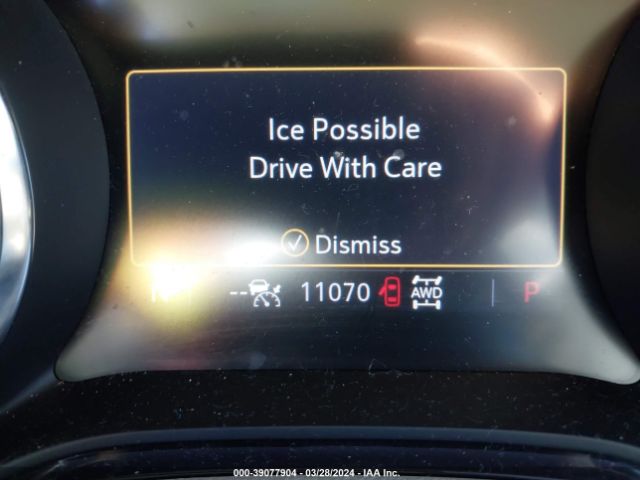 Ice Possible
Drive With Care
Dismiss
-- 11070 AWD P
000-39077904 / 03/28/2024 - IAA Inc.